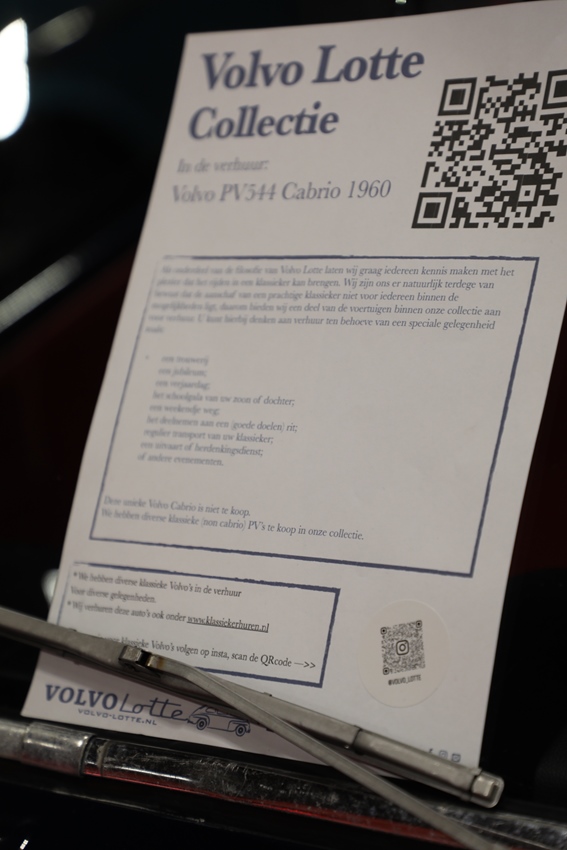 Volvo Lotte
Collectie
In de verhuur:
Volvo PV544 Cabrio 1960
Als onderdeel van de filosofie van Volvo Lotte laten wij graag iedereen kennis maken met het
plezier dat het rijden in een klassieker kan brengen. Wij zijn ons er natuurlijk terdege van
bewust dat de aanschaf van een prachtige klassieker niet voor iedereen binnen de
mogelijkheden ligt, daarom bieden wij een deel van de voertuigen binnen onze collectie aan
voor verhuur. U kunt hierbij denken aan verhuur ten behoeve van een speciale gelegenheid
zoals:
een trouwerij
een jubileum;
een verjaardag;
het schoolgala van uw zoon of dochter;
een weekendje weg;
het deelnemen aan een (goede doelen) rit;
regulier transport van uw klassieker;
een uitvaart of herdenkingsdienst;
of andere evenementen.
Deze unieke Volvo Cabrio is niet te koop.
We hebben diverse klassieke (non cabrio) PV's te koop in onze collectie.
* We hebben diverse klassieke Volvo's in de verhuur
Voor diverse gelegenheden.
* Wij verhuren deze auto's ook onder www.klassiekerhuren.nl
klassieke Volvo's volgen op insta, scan de QRcode —>>
@VOLVO_LOTTE
VOLVO Lotte
VOLVO-LOTTE.NL